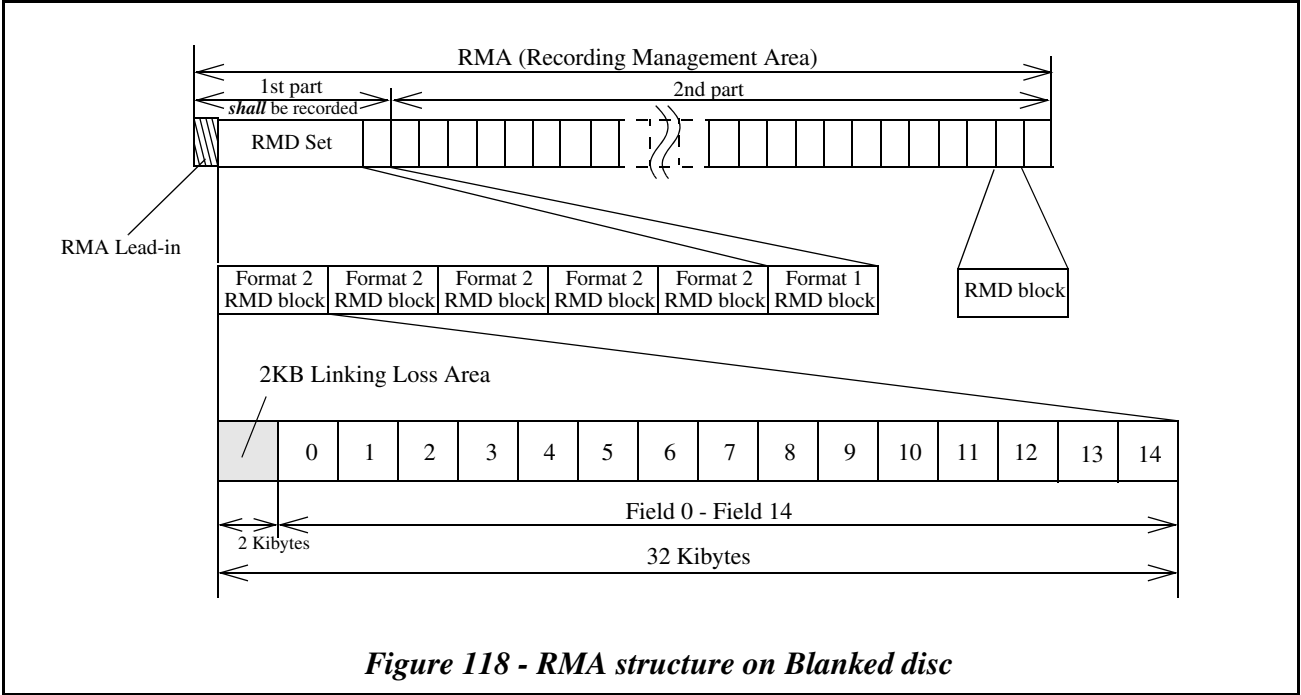 RMA (Recording Management Area)
1st part
shall be recorded
2nd part
RMD Set
RMA Lead-in
Format 2
RMD block
Format 2
RMD block
Format 2
RMD block
Format 2
RMD block
Format 2
RMD block
Format 1
RMD block
RMD block
2KB Linking Loss Area
0 1 2 3 4 5 6 7 8 9 10 11 12 13 14
Field 0 - Field 14
2 Kibytes
32 Kibytes
Figure 118 - RMA structure on Blanked disc